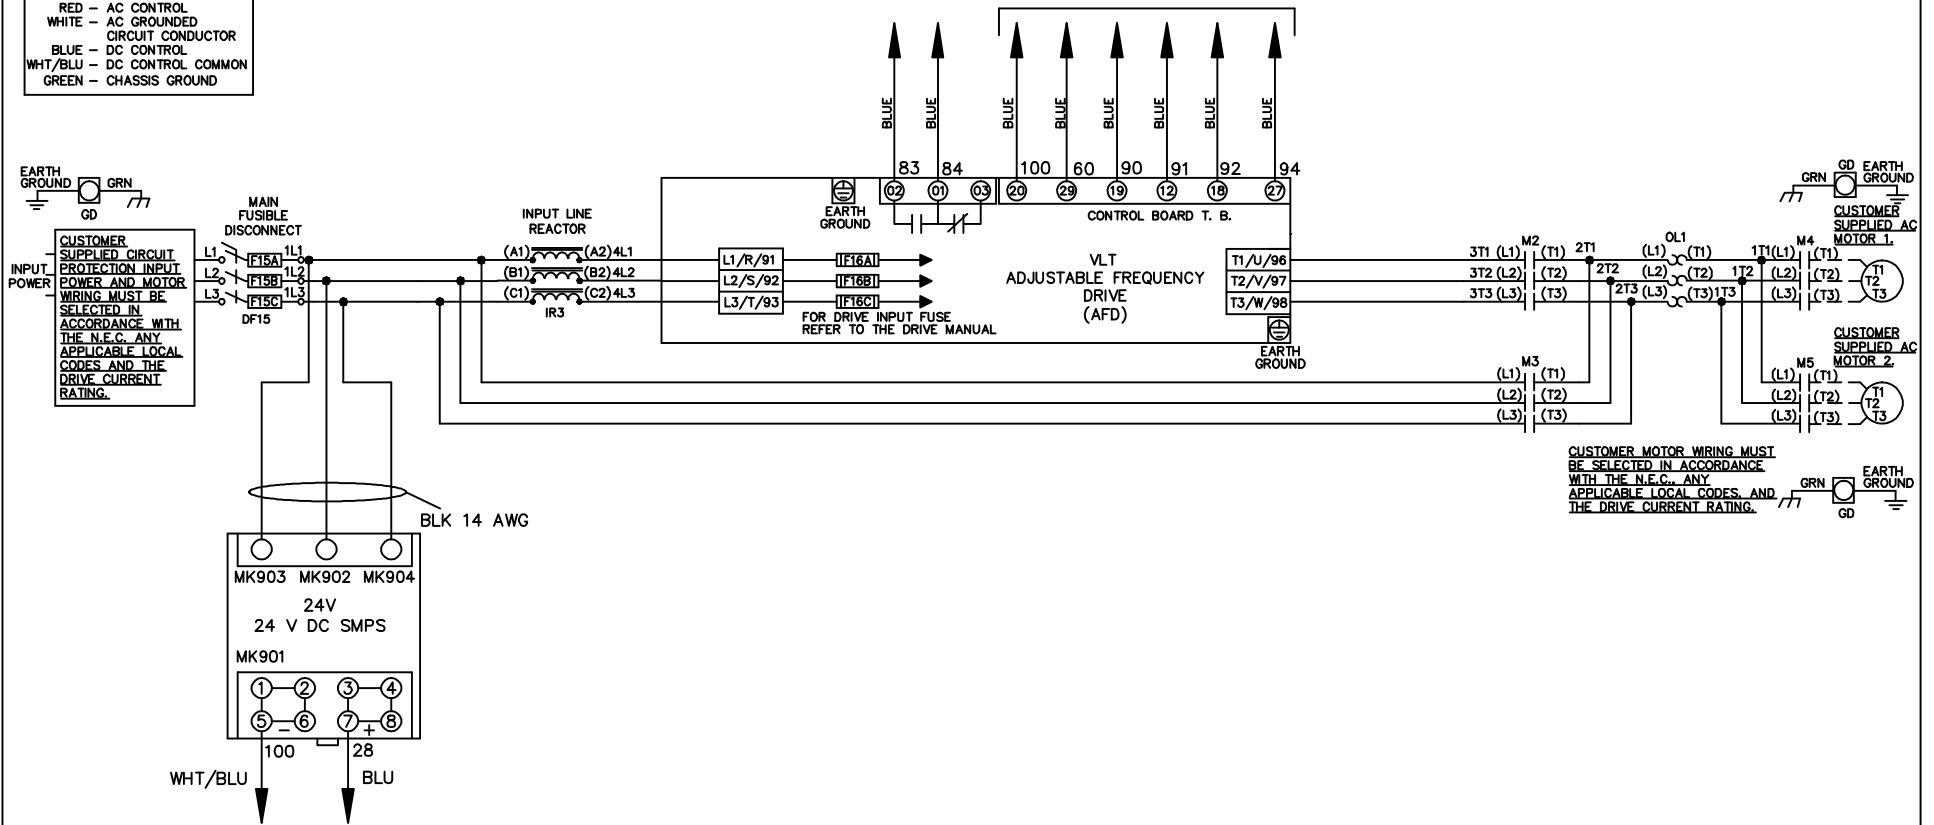 RED – AC CONTROL
WHITE – AC GROUNDED
CIRCUIT CONDUCTOR
BLUE – DC CONTROL
WHT/BLU – DC CONTROL COMMON
GREEN – CHASSIS GROUND
BLUE BLUE BLUE BLUE BLUE BLUE BLUE BLUE
83 84 100 60 90 91 92 94
02 01 03 20 29 19 12 18 27
EARTH
GROUND
CONTROL BOARD T. B.
EARTH
GROUND
GRN
GD
MAIN
FUSIBLE
DISCONNECT
INPUT LINE
REACTOR
INPUT
POWER
CUSTOMER
SUPPLIED CIRCUIT
PROTECTION INPUT
POWER AND MOTOR
WIRING MUST BE
SELECTED IN
ACCORDANCE WITH
THE N.E.C. ANY
APPLICABLE LOCAL
CODES AND THE
DRIVE CURRENT
RATING.
L1 F15A 1L1
L2 F15B 1L2
L3 F15C 1L3
DF15
(A1) (A2) 4L1
(B1) (B2) 4L2
(C1) (C2) 4L3
IR3
L1/R/91 F16A1
L2/S/92 F16B1
L3/T/93 F16C1
FOR DRIVE INPUT FUSE
REFER TO THE DRIVE MANUAL
VLT
ADJUSTABLE FREQUENCY
DRIVE
(AFD)
T1/U/96
T2/V/97
T3/W/98
EARTH
GROUND
M2
3T1 (L1) (T1) 2T1
3T2 (L2) (T2) 2T2
3T3 (L3) (T3) 2T3
OL1
(L1) (T1) 1T1
(L2) (T2) 1T2
(L3) (T3) 1T3
M4
(L1) (T1)
(L2) (T2)
(L3) (T3)
T1
T2
T3
GD
GRN
EARTH
GROUND
CUSTOMER
SUPPLIED AC
MOTOR 1.
M3
(L1) (T1)
(L2) (T2)
(L3) (T3)
M5
(L1) (T1)
(L2) (T2)
(L3) (T3)
T1
T2
T3
CUSTOMER
SUPPLIED AC
MOTOR 2.
CUSTOMER MOTOR WIRING MUST
BE SELECTED IN ACCORDANCE
WITH THE N.E.C., ANY
APPLICABLE LOCAL CODES, AND
THE DRIVE CURRENT RATING.
GRN
GD
EARTH
GROUND
BLK 14 AWG
MK903 MK902 MK904
24V
24 V DC SMPS
MK901
1 2 3 4
5 6 7 8
– +
100 28
WHT/BLU BLU